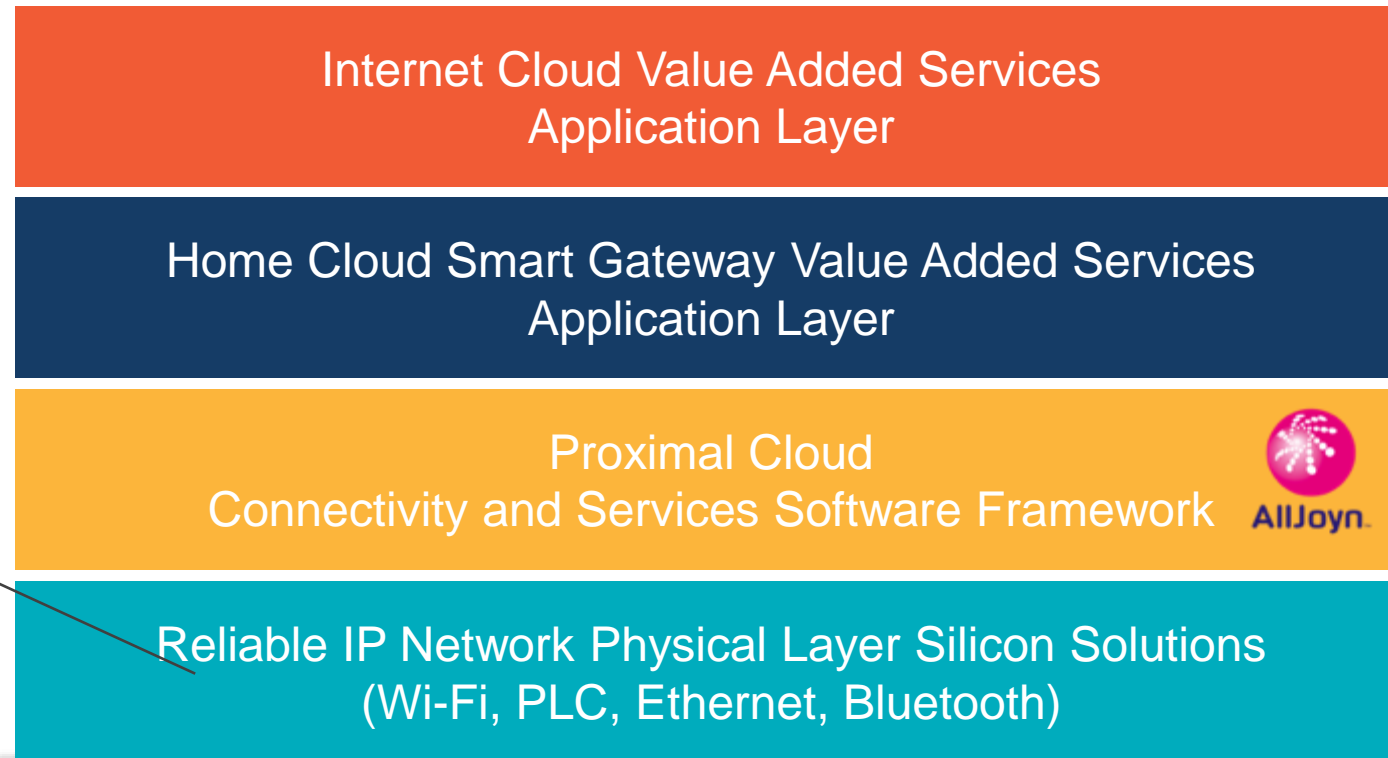 Internet Cloud Value Added Services
Application Layer
Home Cloud Smart Gateway Value Added Services
Application Layer
Proximal Cloud
Connectivity and Services Software Framework
AllJoyn™
Reliable IP Network Physical Layer Silicon Solutions
(Wi-Fi, PLC, Ethernet, Bluetooth)